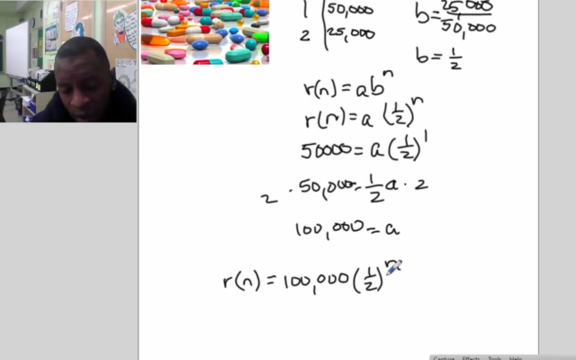 1 | 50,000
2 | 25,000
b = 25,000/50,000
b = 1/2
r(n) = ab^n
r(n) = a(1/2)^n
50000 = a(1/2)^1
2 · 50,000 = 1/2 a · 2
100,000 = a
r(n) = 100,000(1/2)^n